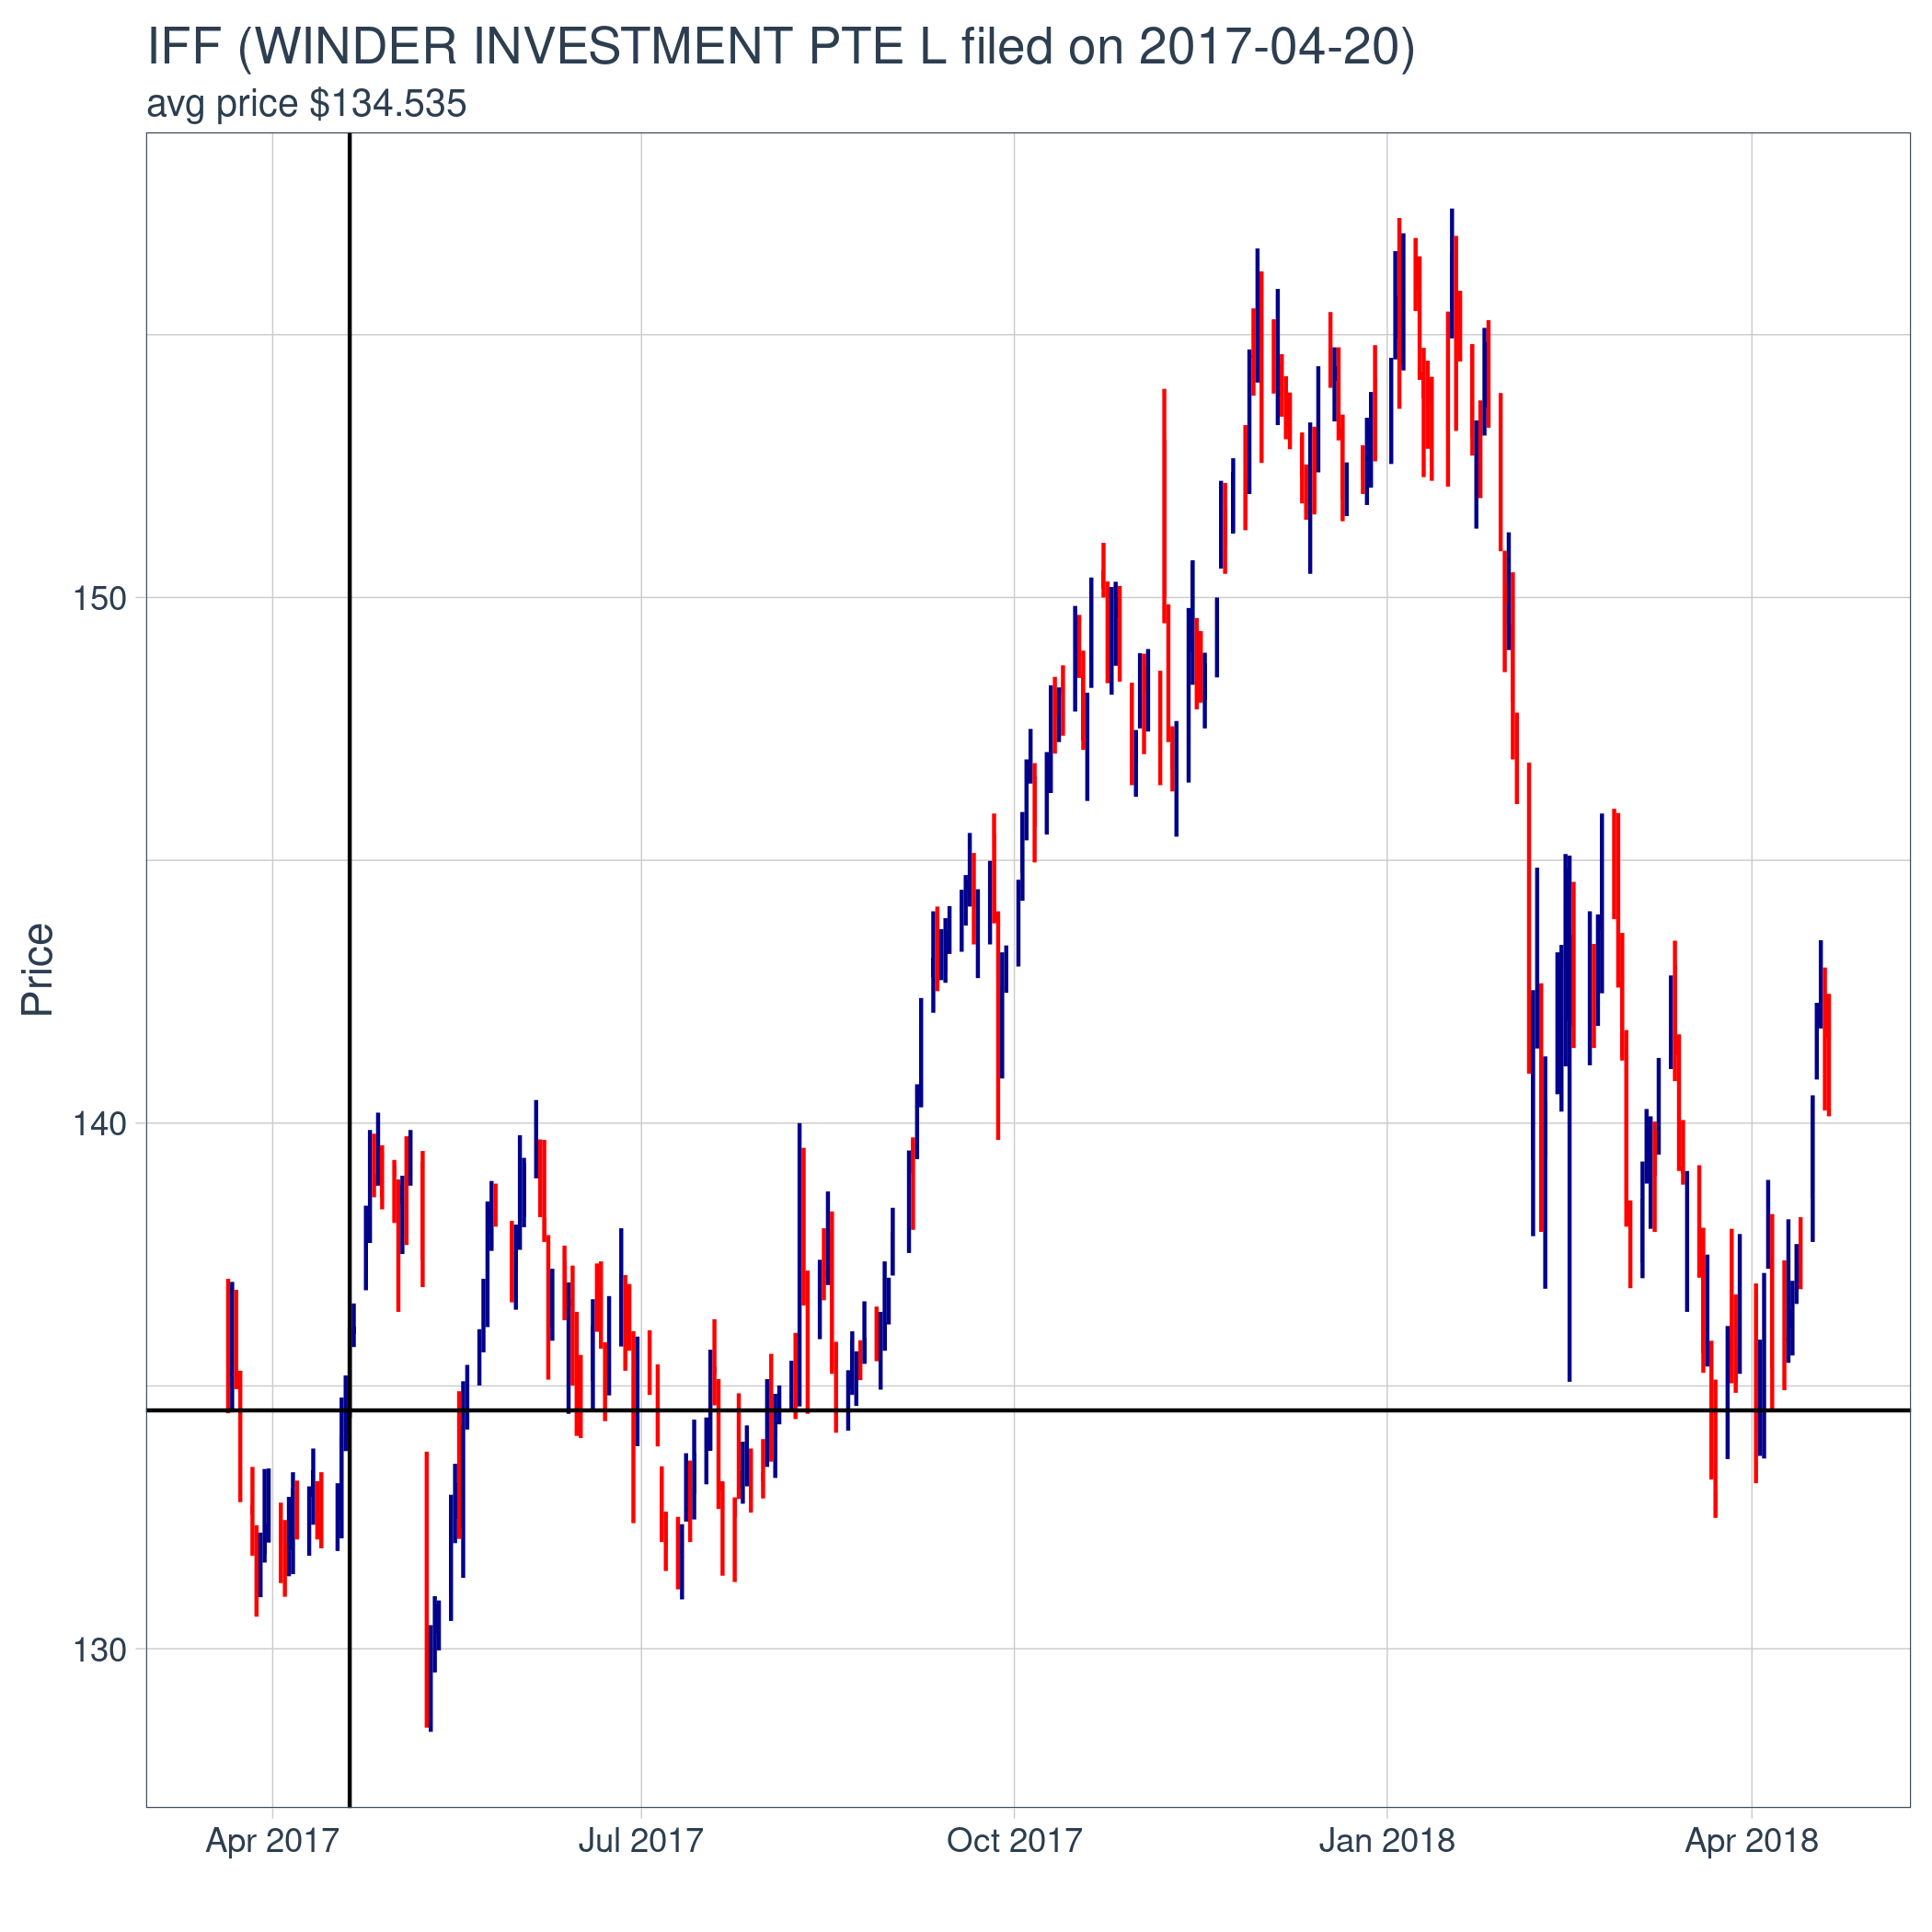 IFF (WINDER INVESTMENT PTE L filed on 2017-04-20)
avg price $134.535
Price
150
140
130
Apr 2017
Jul 2017
Oct 2017
Jan 2018
Apr 2018